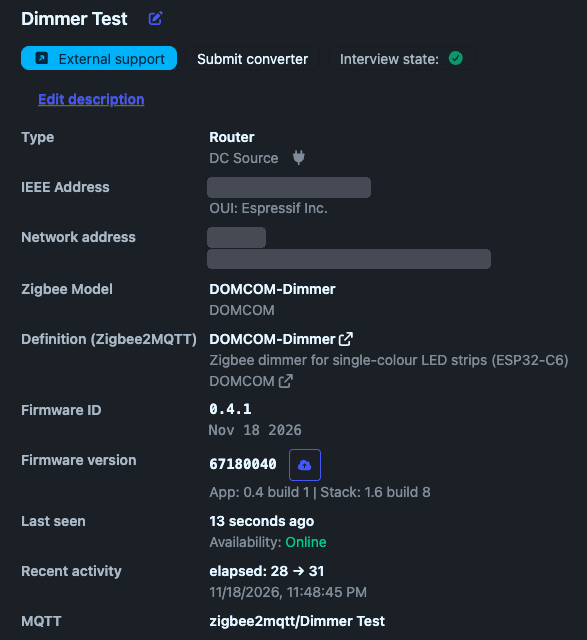 Dimmer Test
External support
Submit converter
Interview state:
Edit description
Type
Router
DC Source
IEEE Address
OUI: Espressif Inc.
Network address
Zigbee Model
DOMCOM-Dimmer
DOMCOM
Definition (Zigbee2MQTT)
DOMCOM-Dimmer
Zigbee dimmer for single-colour LED strips (ESP32-C6)
DOMCOM
Firmware ID
0.4.1
Nov 18 2026
Firmware version
67180040
App: 0.4 build 1 | Stack: 1.6 build 8
Last seen
13 seconds ago
Availability: Online
Recent activity
elapsed: 28 → 31
11/18/2026, 11:48:45 PM
MQTT
zigbee2mqtt/Dimmer Test